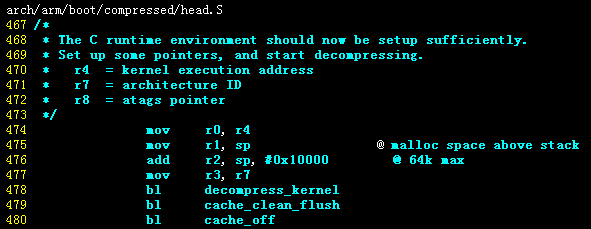 arch/arm/boot/compressed/head.S
467 /*
468  * The C runtime environment should now be setup sufficiently.
469  * Set up some pointers, and start decompressing.
470  *   r4  = kernel execution address
471  *   r7  = architecture ID
472  *   r8  = atags pointer
473  */
474 mov r0, r4
475 mov r1, sp @ malloc space above stack
476 add r2, sp, #0x10000 @ 64k max
477 mov r3, r7
478 bl decompress_kernel
479 bl cache_clean_flush
480 bl cache_off